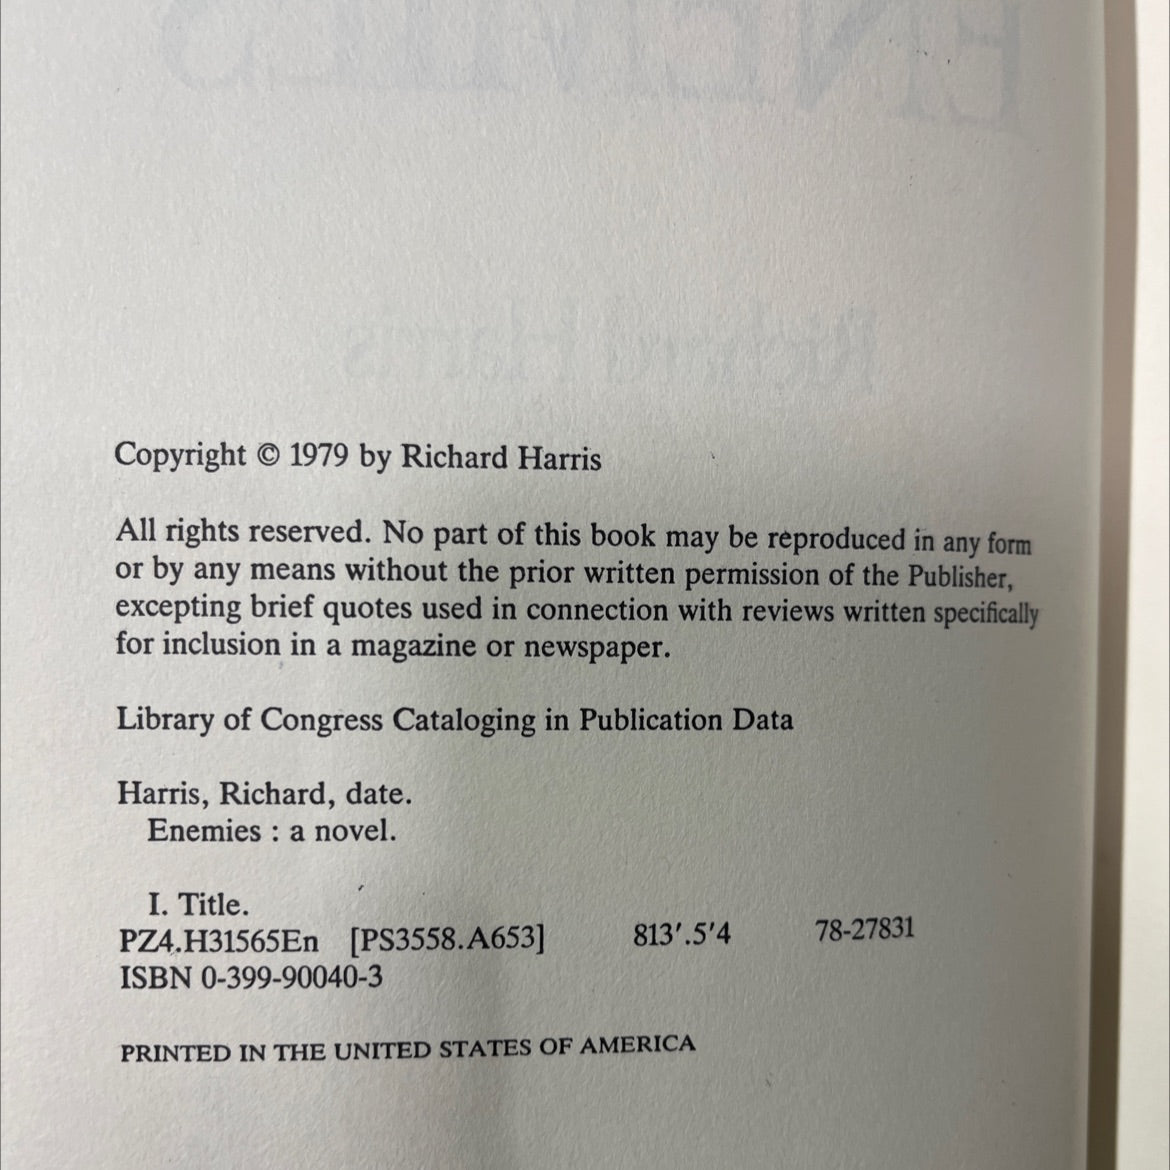 ENEMIES
Richard Harris
Copyright © 1979 by Richard Harris
All rights reserved. No part of this book may be reproduced in any form
or by any means without the prior written permission of the Publisher,
excepting brief quotes used in connection with reviews written specifically
for inclusion in a magazine or newspaper.
Library of Congress Cataloging in Publication Data
Harris, Richard, date.
Enemies : a novel.
I. Title.
PZ4.H31565En [PS3558.A653] 813'.5'4 78-27831
ISBN 0-399-90040-3
PRINTED IN THE UNITED STATES OF AMERICA